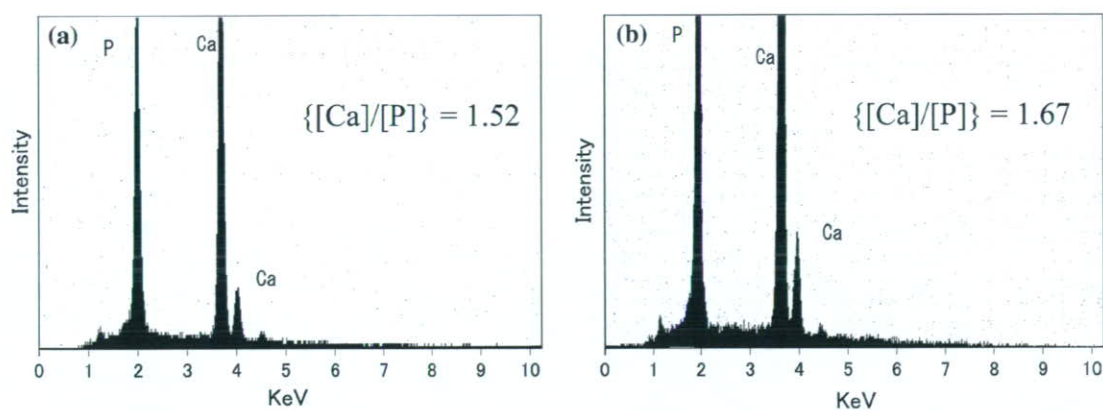 (a)
P
Ca
{[Ca]/[P]} = 1.52
Ca
Intensity
0 1 2 3 4 5 6 7 8 9 10
KeV
(b)
P
Ca
{[Ca]/[P]} = 1.67
Ca
Intensity
0 1 2 3 4 5 6 7 8 9 10
KeV